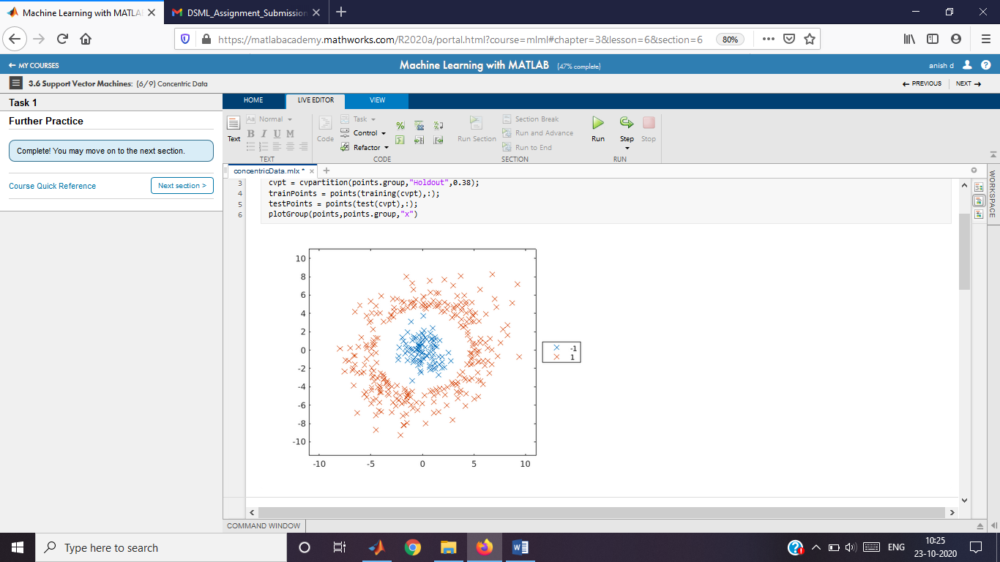 Machine Learning with MATLA
DSML_Assignment_Submission
https://matlabacademy.mathworks.com/R2020a/portal.html?course=mlml#chapter=3&lesson=6&section=6
80%
← MY COURSES
Machine Learning with MATLAB (47% complete)
anish d
3.6 Support Vector Machines: (6/9) Concentric Data
← PREVIOUS
NEXT →
Task 1
Further Practice
Complete! You may move on to the next section.
Course Quick Reference
Next section >
HOME
LIVE EDITOR
VIEW
Text
Aa Normal
B I U M
TEXT
Code
Task
Control
Refactor
CODE
Run Section
Section Break
Run and Advance
Run to End
SECTION
Run
Step
Stop
RUN
concentricData.mlx *
3 cvpt = cvpartition(points.group,"Holdout",0.38);
4 trainPoints = points(training(cvpt),:);
5 testPoints = points(test(cvpt),:);
6 plotGroup(points,points.group,"x")
10
8
6
4
2
0
-2
-4
-6
-8
-10
-10 -5 0 5 10
-1
1
WORKSPACE
COMMAND WINDOW
Type here to search
ENG
10:25
23-10-2020